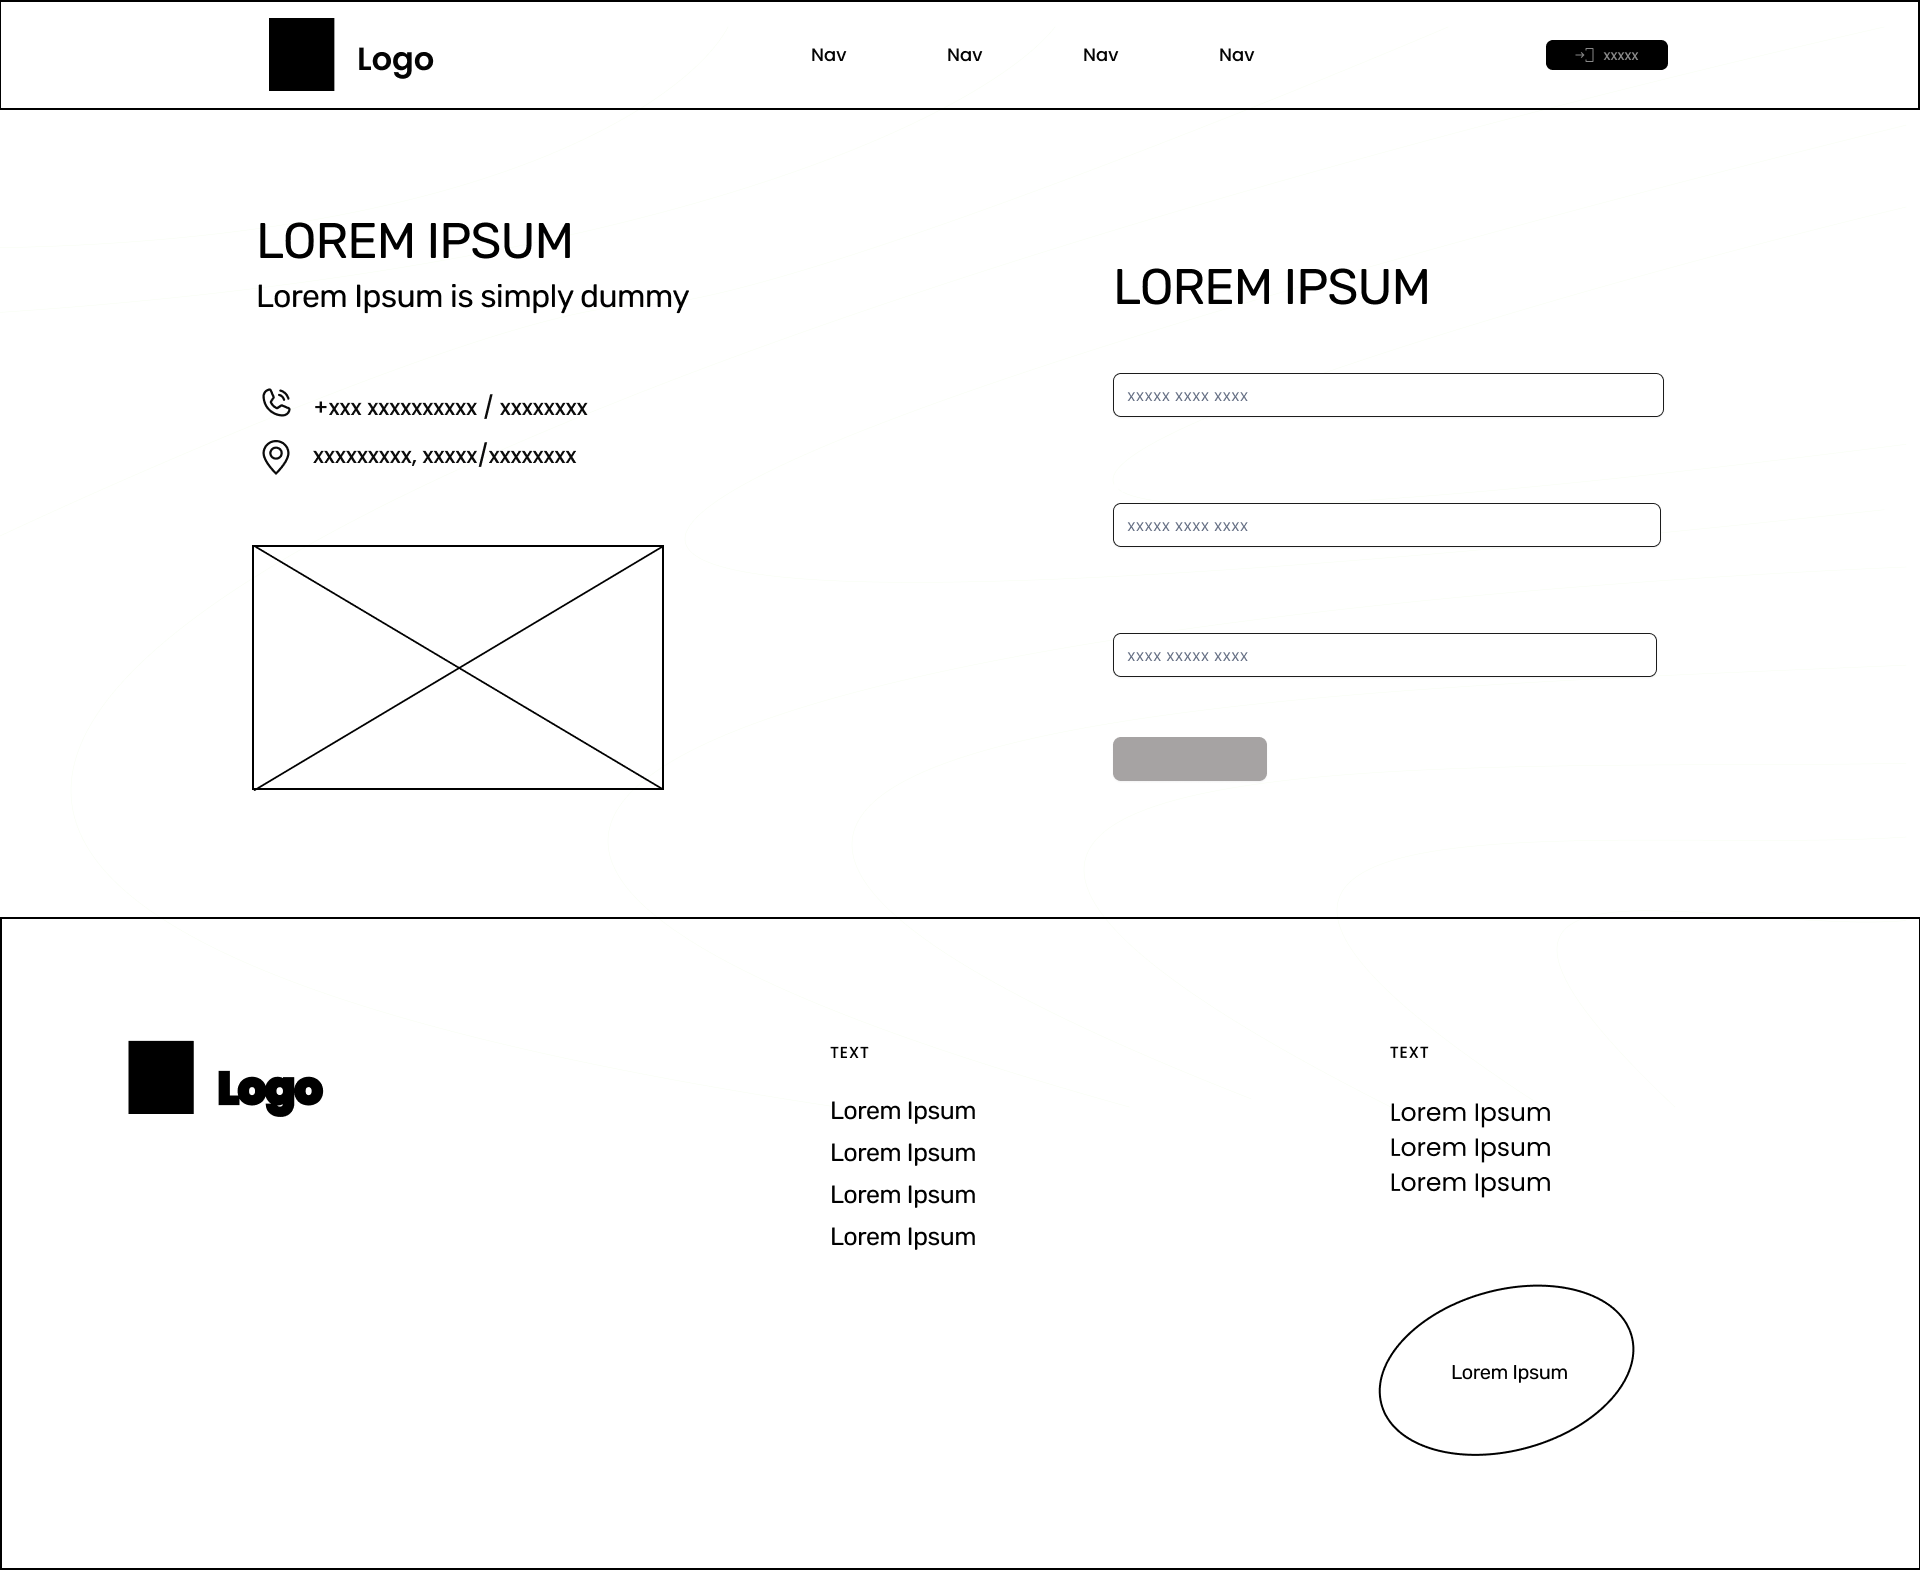 Logo
Nav Nav Nav Nav
xxxxx
LOREM IPSUM
Lorem Ipsum is simply dummy
+xxx xxxxxxxxxx / xxxxxxxx
xxxxxxxxx, xxxxx/xxxxxxxx
LOREM IPSUM
xxxxx xxxx xxxx
xxxxx xxxx xxxx
xxxx xxxxx xxxx
Logo
TEXT
Lorem Ipsum
Lorem Ipsum
Lorem Ipsum
Lorem Ipsum
TEXT
Lorem Ipsum
Lorem Ipsum
Lorem Ipsum
Lorem Ipsum